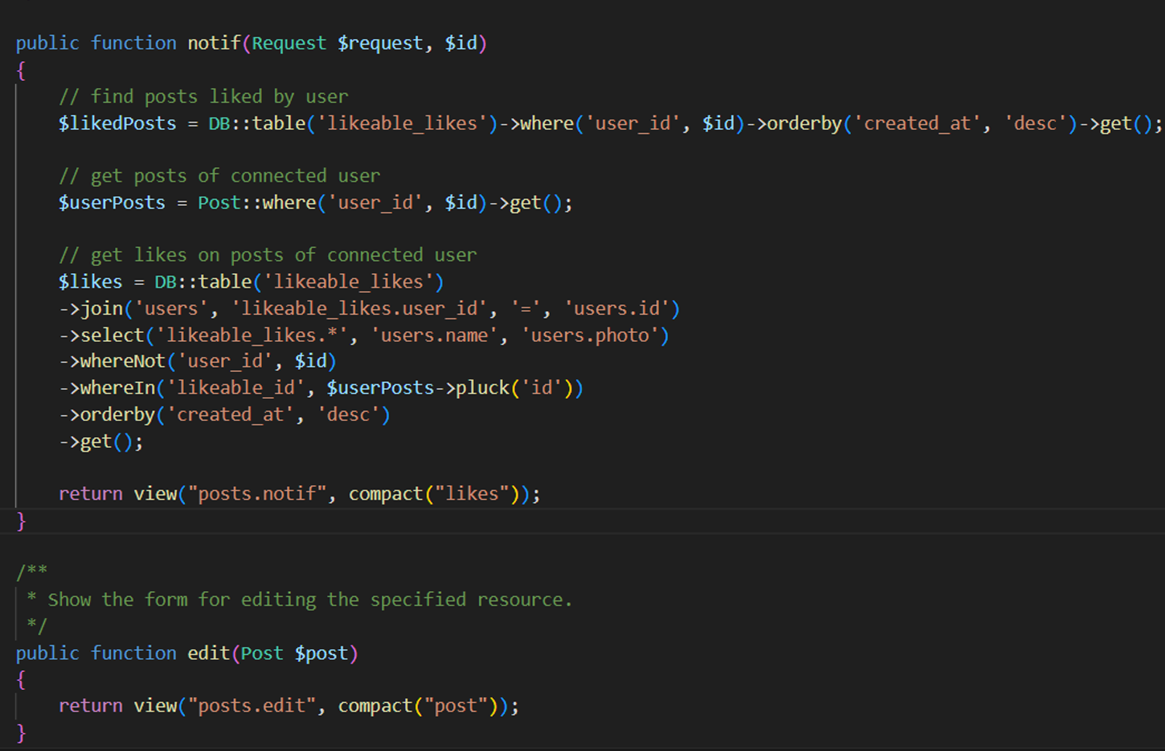 public function notif(Request $request, $id)
{
    // find posts liked by user
    $likedPosts = DB::table('likeable_likes')->where('user_id', $id)->orderby('created_at', 'desc')->get();

    // get posts of connected user
    $userPosts = Post::where('user_id', $id)->get();

    // get likes on posts of connected user
    $likes = DB::table('likeable_likes')
    ->join('users', 'likeable_likes.user_id', '=', 'users.id')
    ->select('likeable_likes.*', 'users.name', 'users.photo')
    ->whereNot('user_id', $id)
    ->whereIn('likeable_id', $userPosts->pluck('id'))
    ->orderby('created_at', 'desc')
    ->get();

    return view("posts.notif", compact("likes"));
}

/**
 * Show the form for editing the specified resource.
 */
public function edit(Post $post)
{
    return view("posts.edit", compact("post"));
}